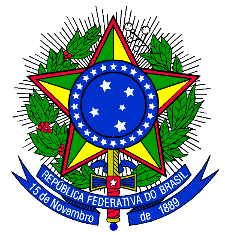 REPÚBLICA FEDERATIVA DO BRASIL
15 de Novembro de 1889